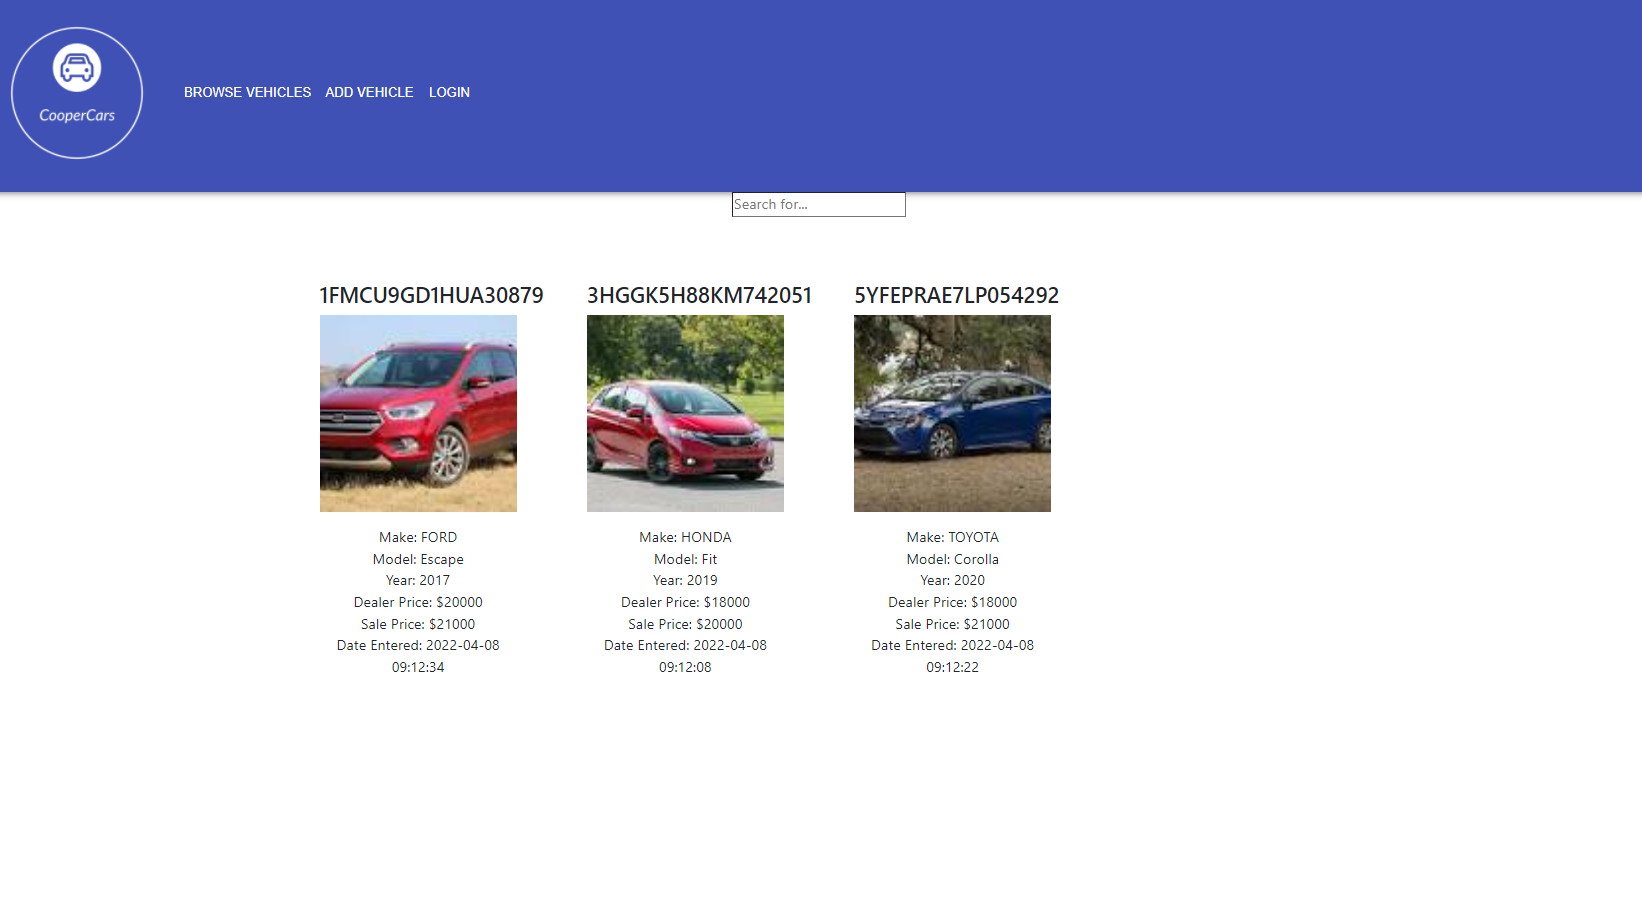 CooperCars
BROWSE VEHICLES ADD VEHICLE LOGIN
Search for...
1FMCU9GD1HUA30879
Make: FORD
Model: Escape
Year: 2017
Dealer Price: $20000
Sale Price: $21000
Date Entered: 2022-04-08
09:12:34
3HGGK5H88KM742051
Make: HONDA
Model: Fit
Year: 2019
Dealer Price: $18000
Sale Price: $20000
Date Entered: 2022-04-08
09:12:08
5YFEPRAE7LP054292
Make: TOYOTA
Model: Corolla
Year: 2020
Dealer Price: $18000
Sale Price: $21000
Date Entered: 2022-04-08
09:12:22